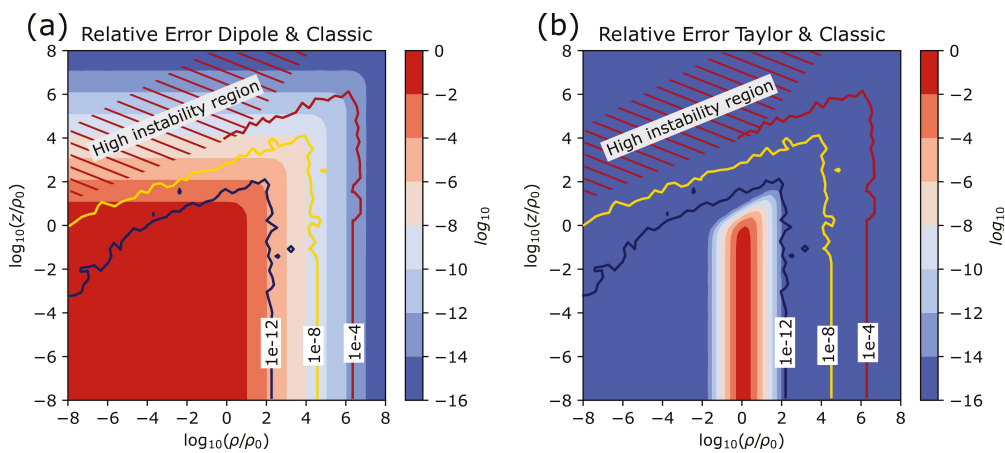 (a)
Relative Error Dipole & Classic
8
6
4
2
0
−2
−4
−6
−8
log₁₀(z/ρ₀)
High instability region
1e-12
1e-8
1e-4
−8 −6 −4 −2 0 2 4 6 8
log₁₀(ρ/ρ₀)
0
−2
−4
−6
−8
−10
−12
−14
−16
log₁₀
(b)
Relative Error Taylor & Classic
8
6
4
2
0
−2
−4
−6
−8
log₁₀(z/ρ₀)
High instability region
1e-12
1e-8
1e-4
−8 −6 −4 −2 0 2 4 6 8
log₁₀(ρ/ρ₀)
0
−2
−4
−6
−8
−10
−12
−14
−16
log₁₀